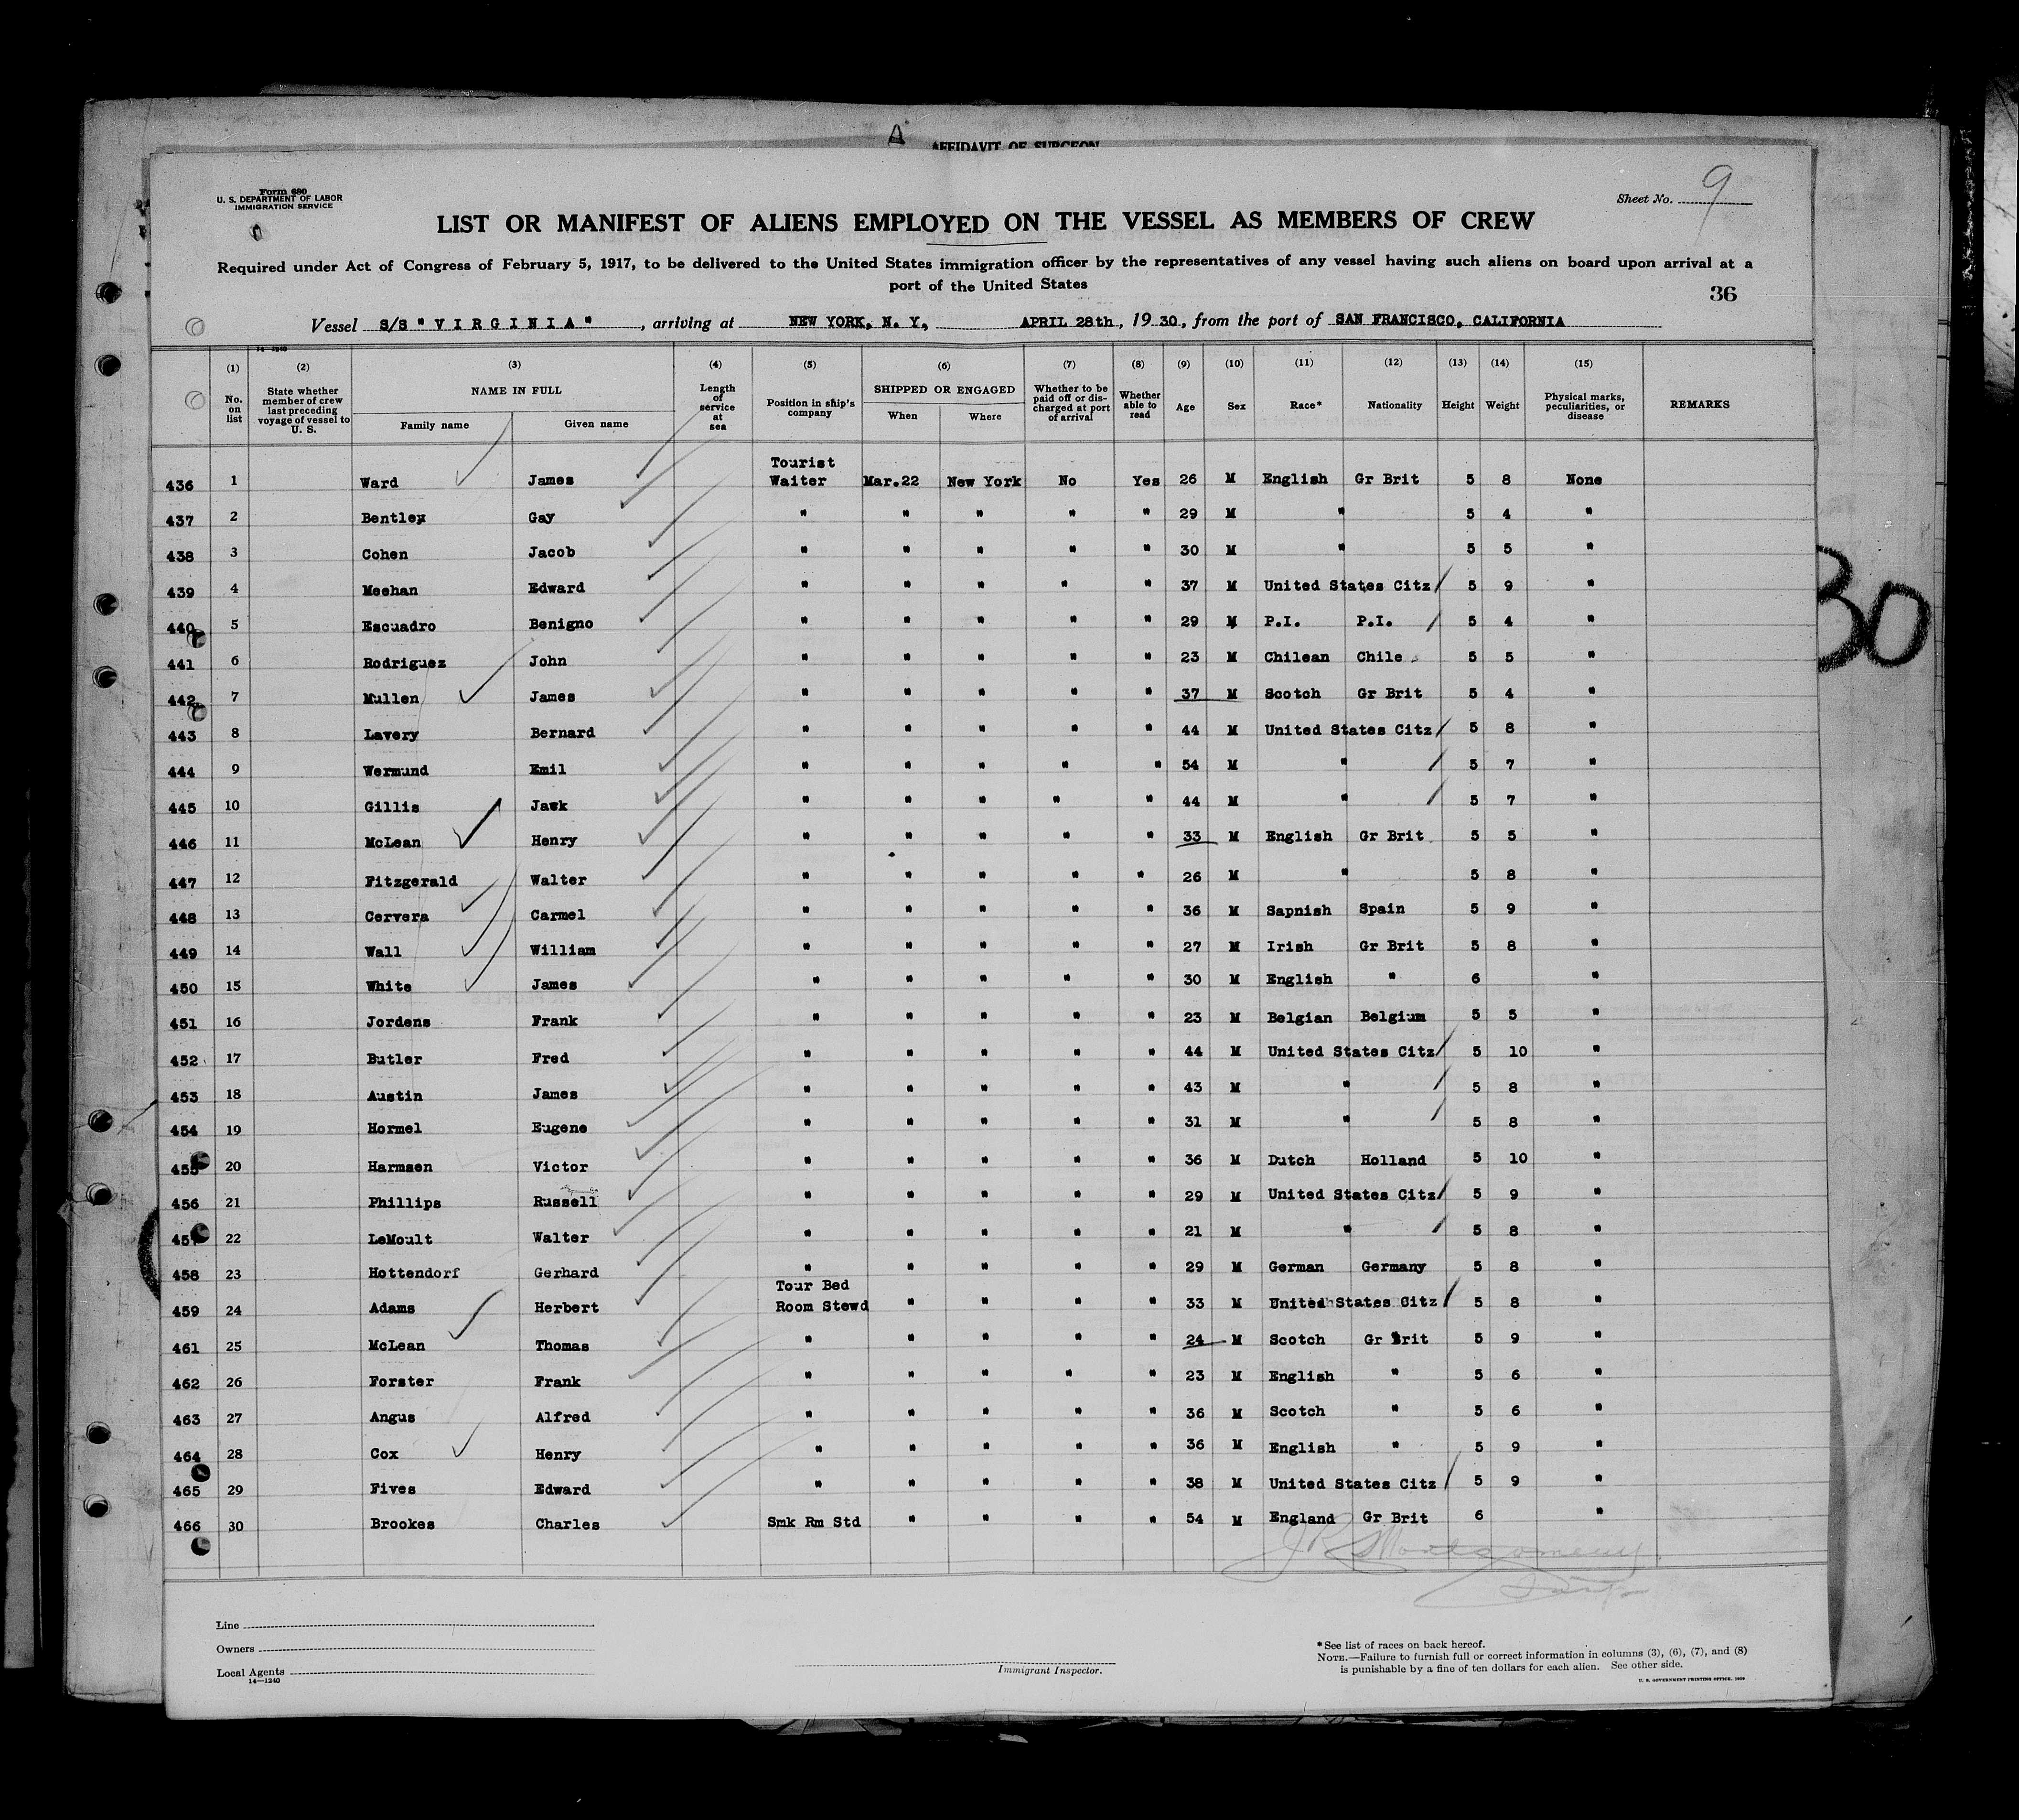 A
AFFIDAVIT OF SURGEON
Form 680
U. S. DEPARTMENT OF LABOR
IMMIGRATION SERVICE
Sheet No. 9
LIST OR MANIFEST OF ALIENS EMPLOYED ON THE VESSEL AS MEMBERS OF CREW
Required under Act of Congress of February 5, 1917, to be delivered to the United States immigration officer by the representatives of any vessel having such aliens on board upon arrival at a
port of the United States
36
Vessel S/S "VIRGINIA", arriving at NEW YORK, N. Y., APRIL 28th, 1930, from the port of SAN FRANCISCO, CALIFORNIA
14—1240
(1) (2) (3) (4) (5) (6) (7) (8) (9) (10) (11) (12) (13) (14) (15)
No. on list State whether member of crew last preceding voyage of vessel to U. S. NAME IN FULL Family name Given name Length of service at sea Position in ship's company SHIPPED OR ENGAGED When Where Whether to be paid off or discharged at port of arrival Whether able to read Age Sex Race* Nationality Height Weight Physical marks, peculiarities, or disease REMARKS
436 1 Ward James Tourist Waiter Mar.22 New York No Yes 26 M English Gr Brit 5 8 None
437 2 Bentley Gay " " " " " 29 M " 5 4 "
438 3 Cohen Jacob " " " " " 30 M " 5 5 "
439 4 Meehan Edward " " " " " 37 M United States Citz 5 9 "
440 5 Escuadro Benigno " " " " " 29 M P.I. P.I. 5 4 "
441 6 Rodriguez John " " " " " 23 M Chilean Chile 5 5 "
442 7 Mullen James " " " " " 37 M Scotch Gr Brit 5 4 "
443 8 Lavery Bernard " " " " " 44 M United States Citz 5 8 "
444 9 Wermund Emil " " " " " 54 M " 5 7 "
445 10 Gillis Jawk " " " " " 44 M " 5 7 "
446 11 McLean Henry " " " " " 33 M English Gr Brit 5 5 "
447 12 Fitzgerald Walter " " " " " 26 M " 5 8 "
448 13 Cervera Carmel " " " " " 36 M Sapnish Spain 5 9 "
449 14 Wall William " " " " " 27 M Irish Gr Brit 5 8 "
450 15 White James " " " " " 30 M English " 6 "
451 16 Jordens Frank " " " " " 23 M Belgian Belgium 5 5 "
452 17 Butler Fred " " " " " 44 M United States Citz 5 10 "
453 18 Austin James " " " " " 43 M " 5 8 "
454 19 Hormel Eugene " " " " " 31 M " 5 8 "
455 20 Harmsen Victor " " " " " 36 M Dutch Holland 5 10 "
456 21 Phillips Russell " " " " " 29 M United States Citz 5 9 "
457 22 LeMoult Walter " " " " " 21 M " 5 8 "
458 23 Hottendorf Gerhard " " " " " 29 M German Germany 5 8 "
459 24 Adams Herbert Tour Bed Room Stewd " " " " 33 M United States Citz 5 8 "
461 25 McLean Thomas " " " " " 24 M Scotch Gr Brit 5 9 "
462 26 Forster Frank " " " " " 23 M English " 5 6 "
463 27 Angus Alfred " " " " " 36 M Scotch " 5 6 "
464 28 Cox Henry " " " " " 36 M English " 5 9 "
465 29 Fives Edward " " " " " 38 M United States Citz 5 9 "
466 30 Brookes Charles Smk Rm Std " " " " 54 M England Gr Brit 6 "
30
Line
Owners
Local Agents
14—1240
Immigrant Inspector.
*See list of races on back hereof.
NOTE.—Failure to furnish full or correct information in columns (3), (6), (7), and (8)
is punishable by a fine of ten dollars for each alien. See other side.
U. S. GOVERNMENT PRINTING OFFICE: 1929